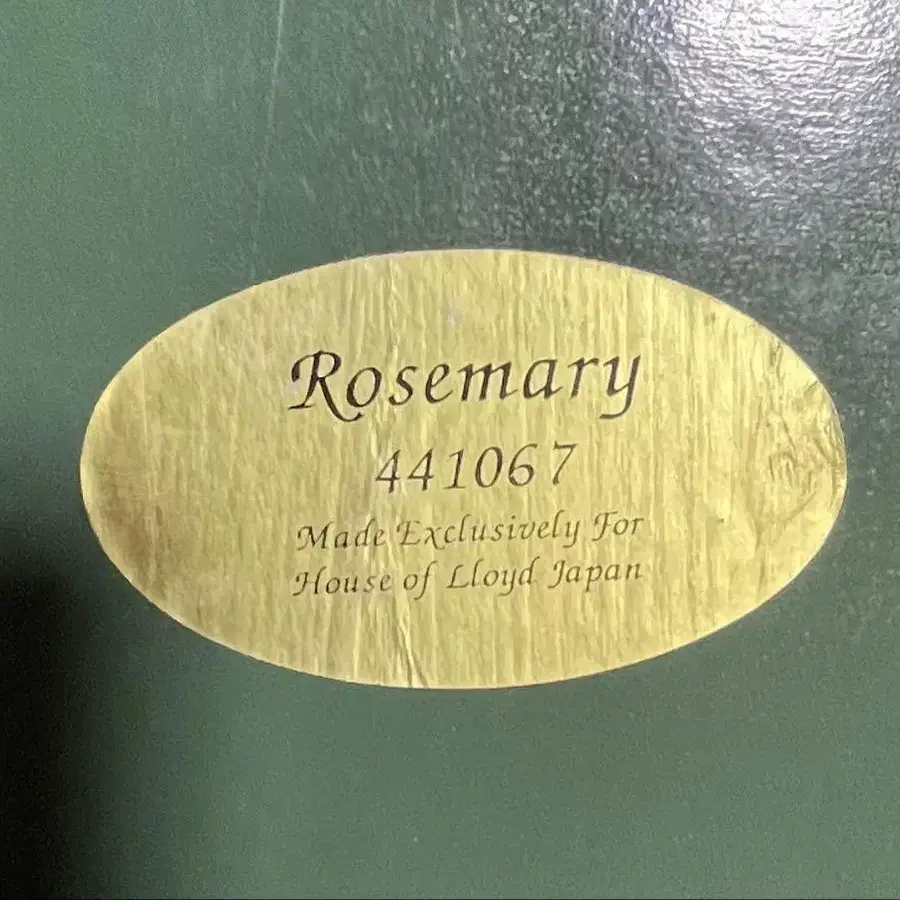 Rosemary
441067
Made Exclusively For
House of Lloyd Japan